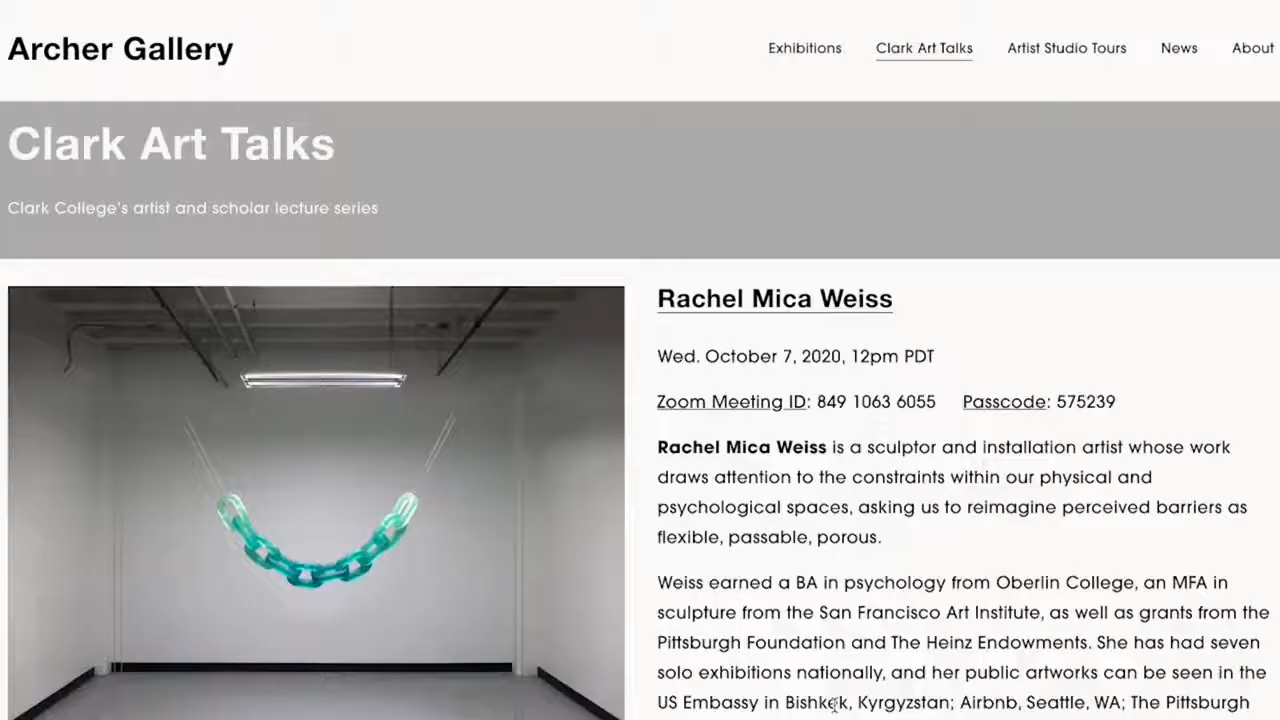 Archer Gallery
Exhibitions Clark Art Talks Artist Studio Tours News About
Clark Art Talks
Clark College's artist and scholar lecture series
Rachel Mica Weiss
Wed. October 7, 2020, 12pm PDT
Zoom Meeting ID: 849 1063 6055 Passcode: 575239
Rachel Mica Weiss is a sculptor and installation artist whose work
draws attention to the constraints within our physical and
psychological spaces, asking us to reimagine perceived barriers as
flexible, passable, porous.
Weiss earned a BA in psychology from Oberlin College, an MFA in
sculpture from the San Francisco Art Institute, as well as grants from the
Pittsburgh Foundation and The Heinz Endowments. She has had seven
solo exhibitions nationally, and her public artworks can be seen in the
US Embassy in Bishkek, Kyrgyzstan; Airbnb, Seattle, WA; The Pittsburgh